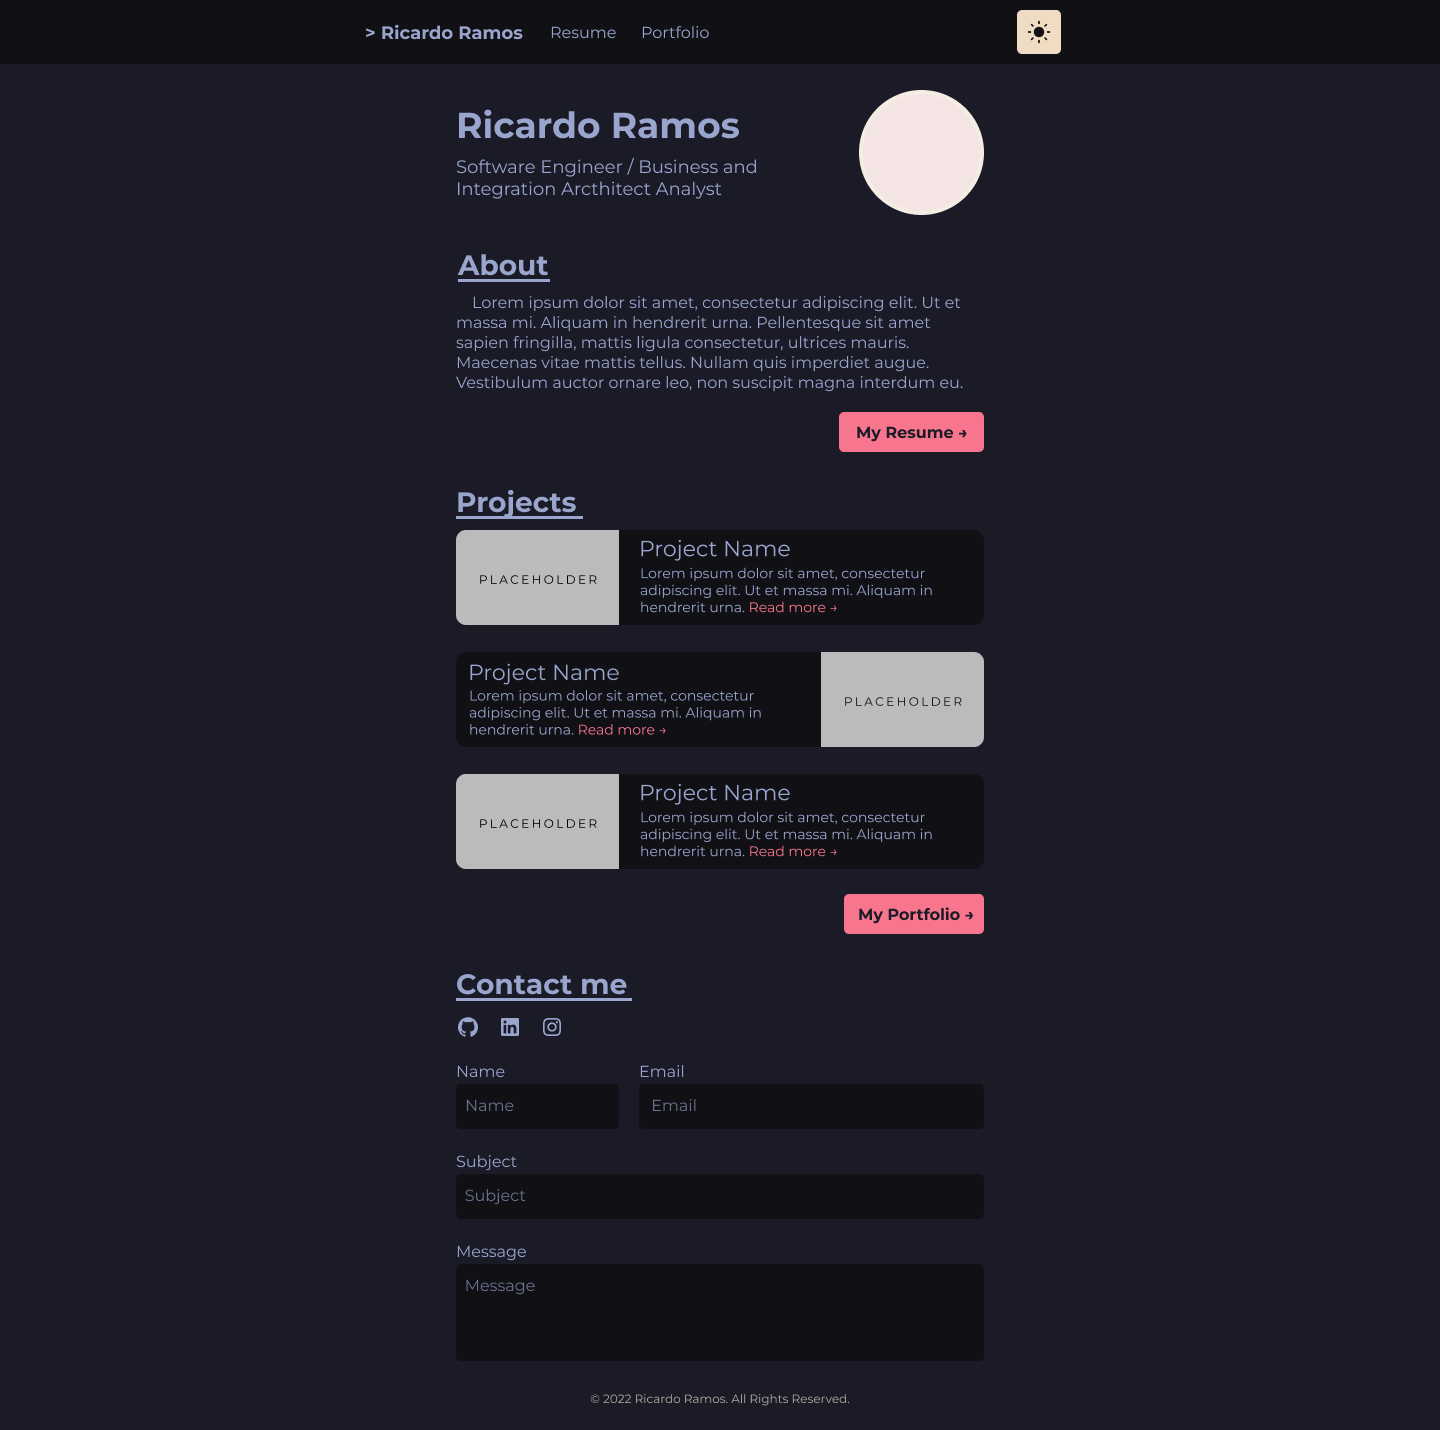 > Ricardo Ramos Resume Portfolio
Ricardo Ramos
Software Engineer / Business and
Integration Arcthitect Analyst
About
Lorem ipsum dolor sit amet, consectetur adipiscing elit. Ut et
massa mi. Aliquam in hendrerit urna. Pellentesque sit amet
sapien fringilla, mattis ligula consectetur, ultrices mauris.
Maecenas vitae mattis tellus. Nullam quis imperdiet augue.
Vestibulum auctor ornare leo, non suscipit magna interdum eu.
My Resume →
Projects
PLACEHOLDER
Project Name
Lorem ipsum dolor sit amet, consectetur
adipiscing elit. Ut et massa mi. Aliquam in
hendrerit urna. Read more →
Project Name
Lorem ipsum dolor sit amet, consectetur
adipiscing elit. Ut et massa mi. Aliquam in
hendrerit urna. Read more →
PLACEHOLDER
PLACEHOLDER
Project Name
Lorem ipsum dolor sit amet, consectetur
adipiscing elit. Ut et massa mi. Aliquam in
hendrerit urna. Read more →
My Portfolio →
Contact me
Name Email
Name Email
Subject
Subject
Message
Message
© 2022 Ricardo Ramos. All Rights Reserved.